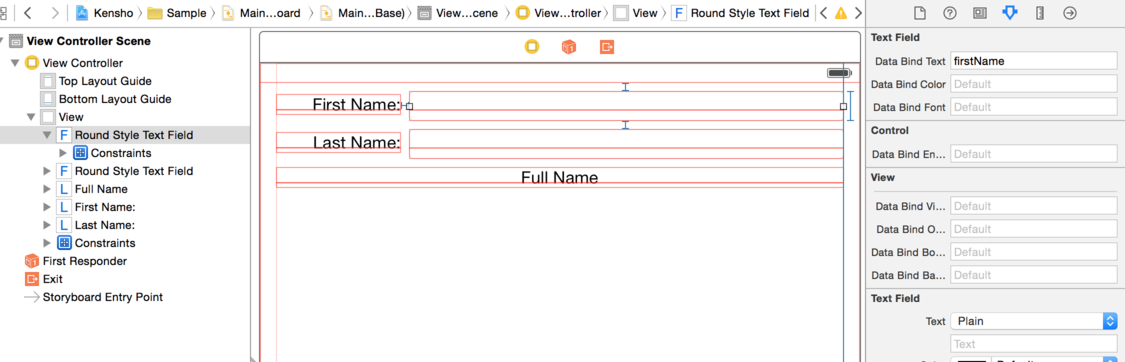 Kensho Sample Main...oard Main...Base) View...cene View...troller View F Round Style Text Field
View Controller Scene
View Controller
Top Layout Guide
Bottom Layout Guide
View
F Round Style Text Field
Constraints
F Round Style Text Field
L Full Name
L First Name:
L Last Name:
Constraints
First Responder
Exit
Storyboard Entry Point
First Name:
Last Name:
Full Name
Text Field
Data Bind Text firstName
Data Bind Color Default
Data Bind Font Default
Control
Data Bind En... Default
View
Data Bind Vi... Default
Data Bind O... Default
Data Bind Bo... Default
Data Bind Ba... Default
Text Field
Text Plain
Text